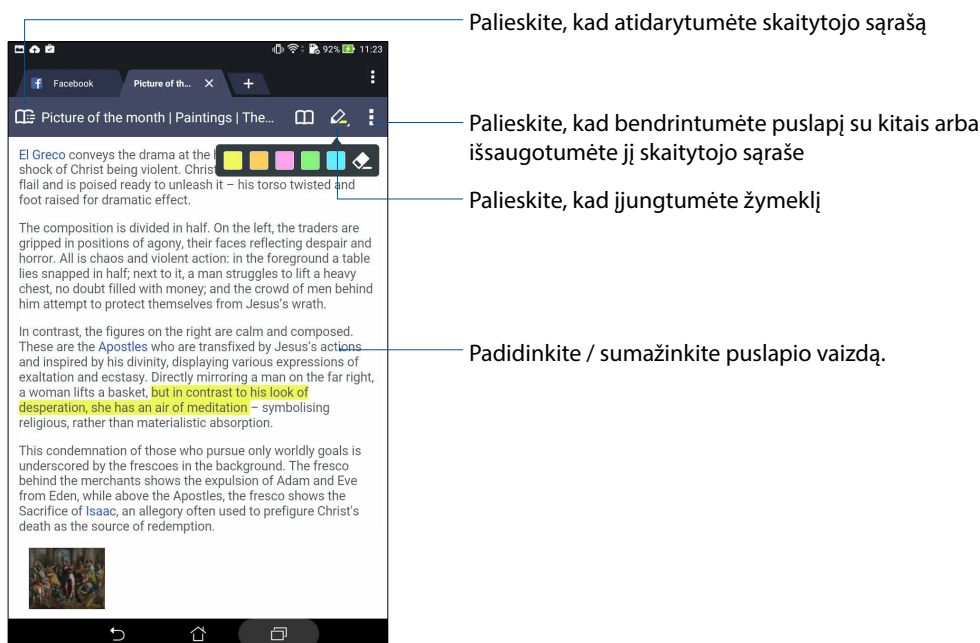 Palieskite, kad atidarytumėte skaitytojo sąrašą
92% 11:23
Facebook
Picture of th...
Picture of the month | Paintings | The...
Palieskite, kad bendrintumėte puslapį su kitais arba
išsaugotumėte jį skaitytojo sąraše
Palieskite, kad įjungtumėte žymeklį
El Greco conveys the drama at the
shock of Christ being violent. Christ
flail and is poised ready to unleash it – his torso twisted and
foot raised for dramatic effect.
The composition is divided in half. On the left, the traders are
gripped in positions of agony, their faces reflecting despair and
horror. All is chaos and violent action: in the foreground a table
lies snapped in half; next to it, a man struggles to lift a heavy
chest, no doubt filled with money; and the crowd of men behind
him attempt to protect themselves from Jesus's wrath.
In contrast, the figures on the right are calm and composed.
These are the Apostles who are transfixed by Jesus's actions
and inspired by his divinity, displaying various expressions of
exaltation and ecstasy. Directly mirroring a man on the far right,
a woman lifts a basket, but in contrast to his look of
desperation, she has an air of meditation – symbolising
religious, rather than materialistic absorption.
Padidinkite / sumažinkite puslapio vaizdą.
This condemnation of those who pursue only worldly goals is
underscored by the frescoes in the background. The fresco
behind the merchants shows the expulsion of Adam and Eve
from Eden, while above the Apostles, the fresco shows the
Sacrifice of Isaac, an allegory often used to prefigure Christ's
death as the source of redemption.